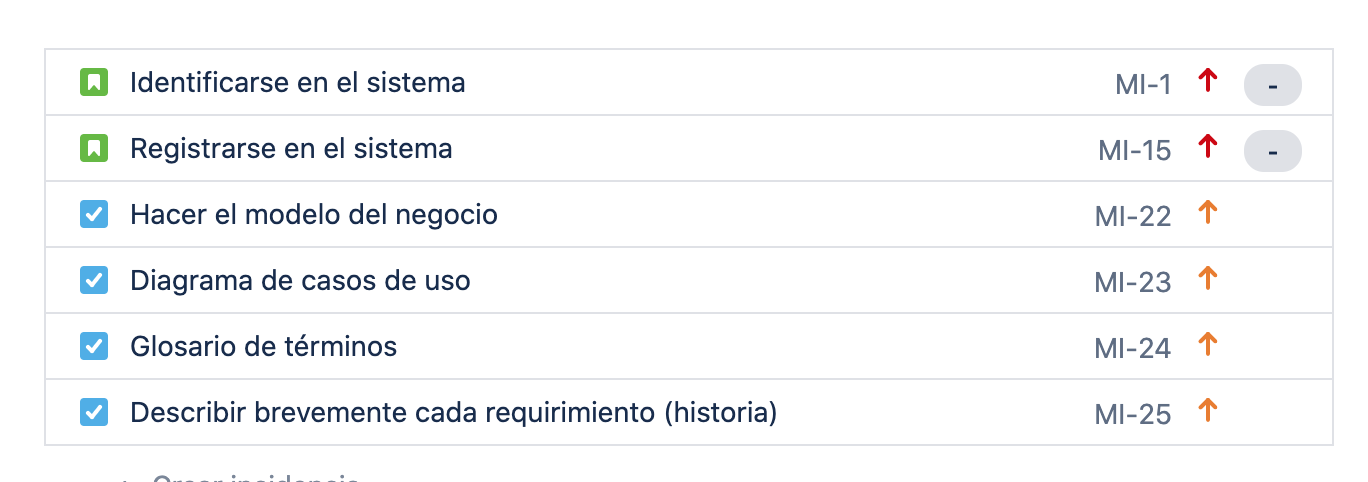 Identificarse en el sistema MI-1 -
Registrarse en el sistema MI-15 -
Hacer el modelo del negocio MI-22
Diagrama de casos de uso MI-23
Glosario de términos MI-24
Describir brevemente cada requirimiento (historia) MI-25
Crear incidencia